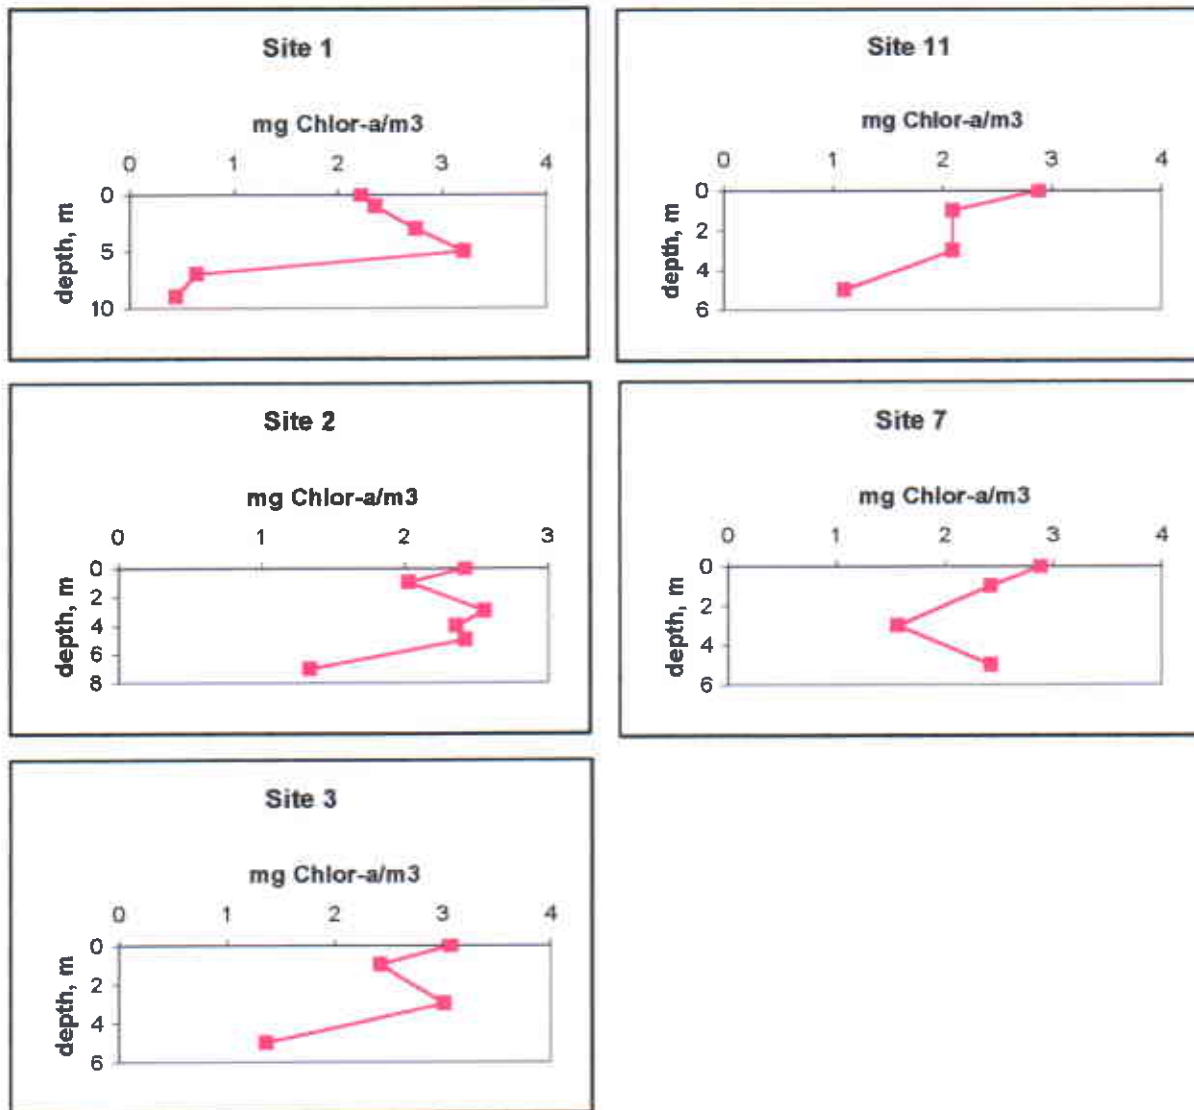 Site 1
mg Chlor-a/m3
0 1 2 3 4
0
5
10
depth, m
Site 11
mg Chlor-a/m3
0 1 2 3 4
0
2
4
6
depth, m
Site 2
mg Chlor-a/m3
0 1 2 3
0
2
4
6
8
depth, m
Site 7
mg Chlor-a/m3
0 1 2 3 4
0
2
4
6
depth, m
Site 3
mg Chlor-a/m3
0 1 2 3 4
0
2
4
6
depth, m